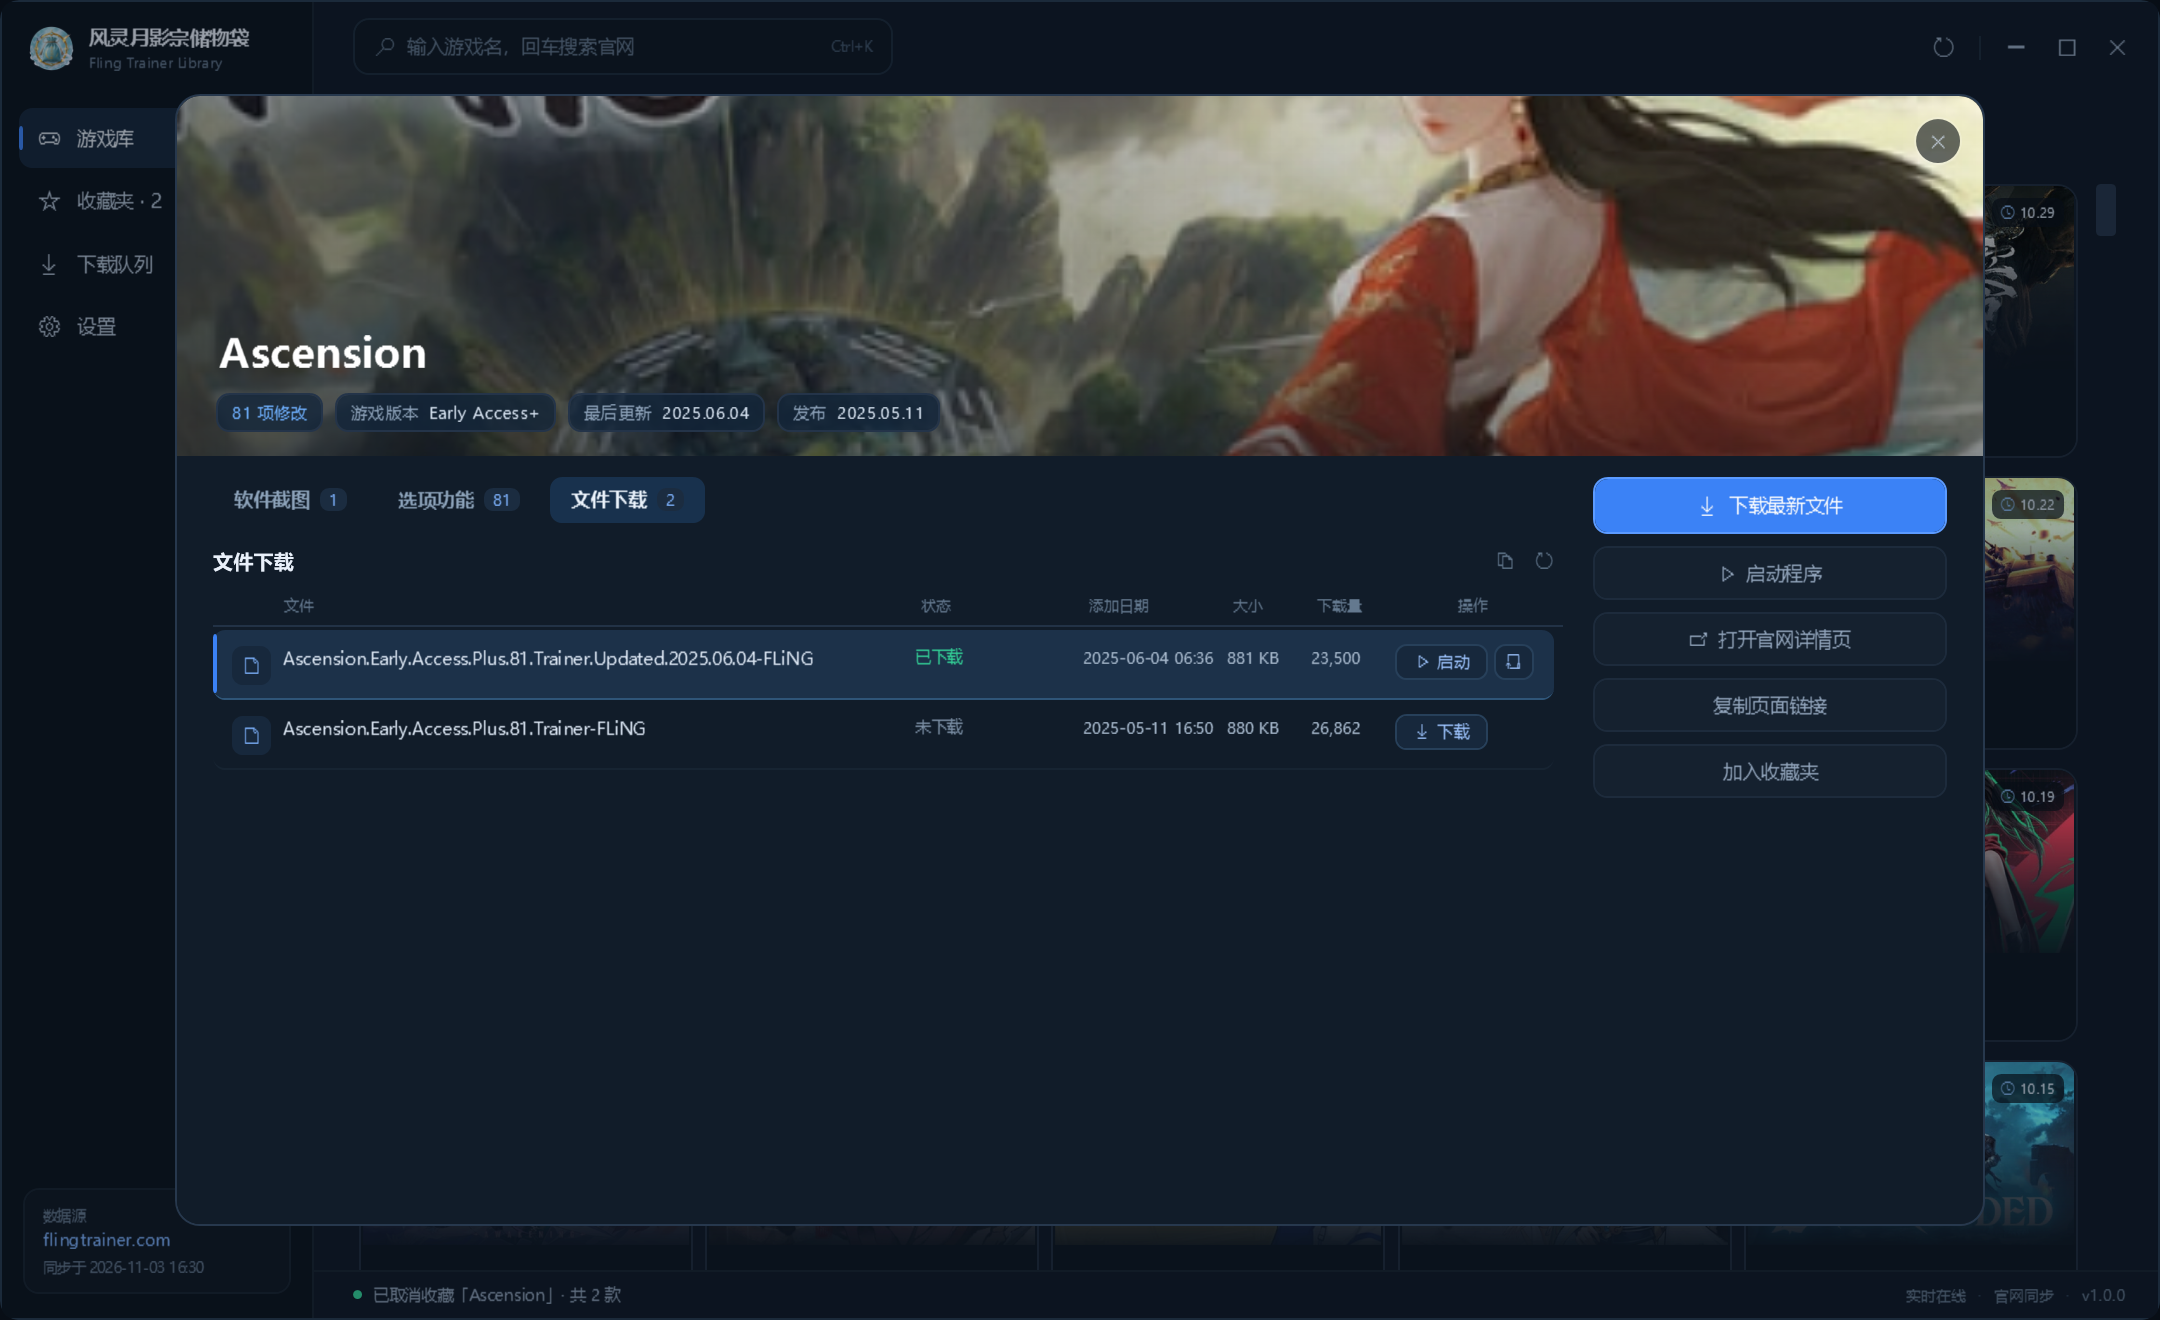 风灵月影宗储物袋
Fling Trainer Library
输入游戏名，回车搜索官网
Ctrl+K
游戏库
收藏夹 · 2
下载队列
设置
10.29
10.22
10.19
10.15
Ascension
81 项修改
游戏版本 Early Access+
最后更新 2025.06.04
发布 2025.05.11
软件截图 1
选项功能 81
文件下载 2
文件下载
文件 状态 添加日期 大小 下载量 操作
Ascension.Early.Access.Plus.81.Trainer.Updated.2025.06.04-FLiNG 已下载 2025-06-04 06:36 881 KB 23,500 启动
Ascension.Early.Access.Plus.81.Trainer-FLiNG 未下载 2025-05-11 16:50 880 KB 26,862 下载
下载最新文件
启动程序
打开官网详情页
复制页面链接
加入收藏夹
DED
数据源
flingtrainer.com
同步于 2026-11-03 16:30
已取消收藏「Ascension」· 共 2 款
实时在线 · 官网同步 · v1.0.0